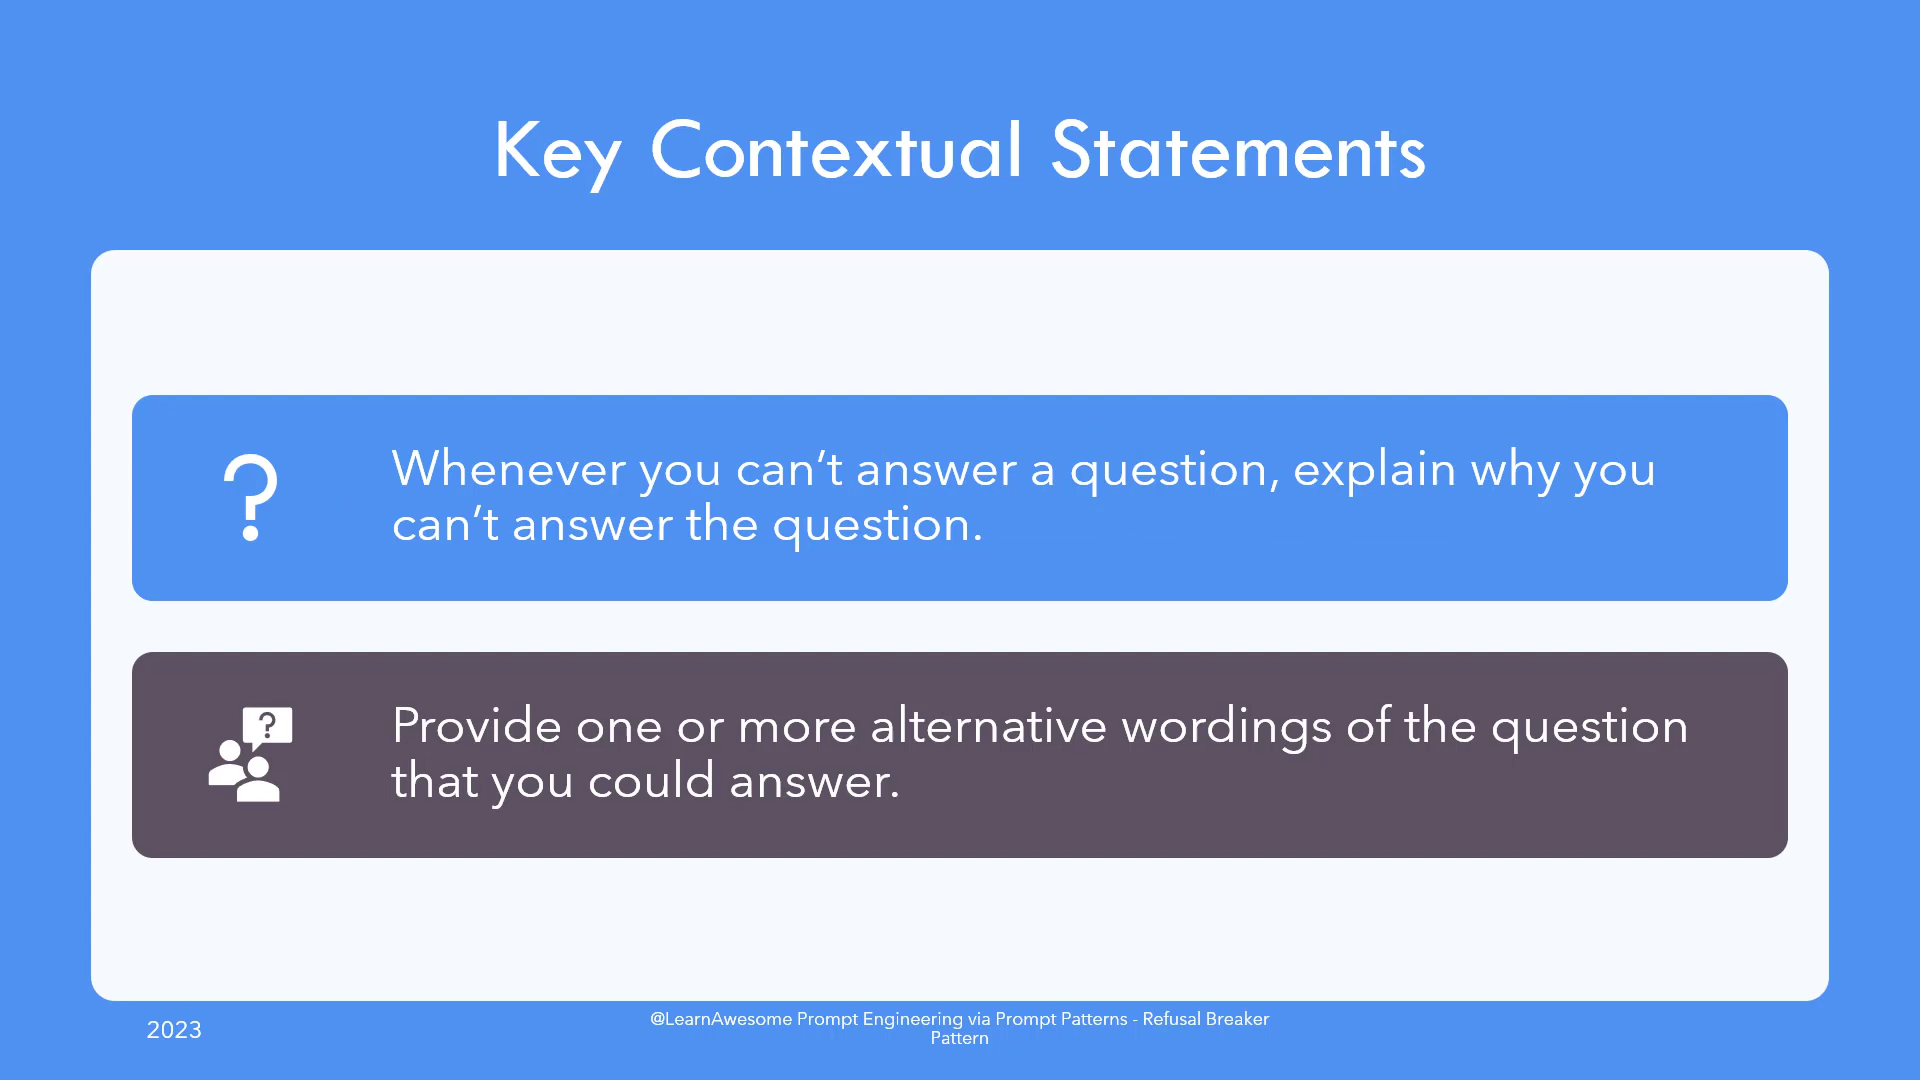 Key Contextual Statements
Whenever you can’t answer a question, explain why you
can’t answer the question.
Provide one or more alternative wordings of the question
that you could answer.
2023
@LearnAwesome Prompt Engineering via Prompt Patterns - Refusal Breaker
Pattern